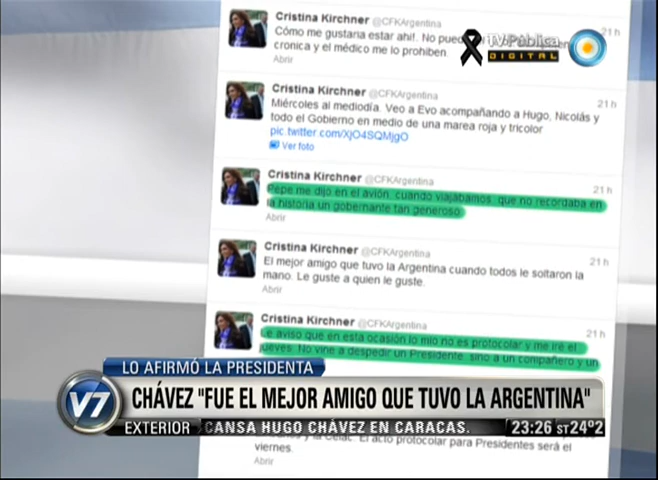 Cristina Kirchner @CFKArgentina
21 h
Cómo me gustaria estar ahi!. No
cronica y el médico me lo prohiben.
Abrir
TV Pública
DIGITAL
Cristina Kirchner @CFKArgentina
21 h
Miércoles al mediodía. Veo a Evo acompañando a Hugo, Nicolás y
todo el Gobierno en medio de una marea roja y tricolor
pic.twitter.com/XjO4SQMjgO
Ver foto
Cristina Kirchner @CFKArgentina
21 h
Pepe me dijo en el avión, cuando viajábamos, que no recordaba en
la historia un gobernante tan generoso.
Abrir
Cristina Kirchner @CFKArgentina
21 h
El mejor amigo que tuvo la Argentina cuando todos le soltaron la
mano. Le guste a quien le guste.
Abrir
Cristina Kirchner @CFKArgentina
21 h
Le aviso que en esta ocasión lo mio no es protocolar y me iré el
jueves. No vine a despedir un Presidente, sino a un compañero y un
LO AFIRMÓ LA PRESIDENTA
V7
CHÁVEZ "FUE EL MEJOR AMIGO QUE TUVO LA ARGENTINA"
EXTERIOR
CANSA HUGO CHÁVEZ EN CARACAS.
23:26 ST24º2
y la Celac. El acto protocolar para Presidentes será el
viernes.
Abrir